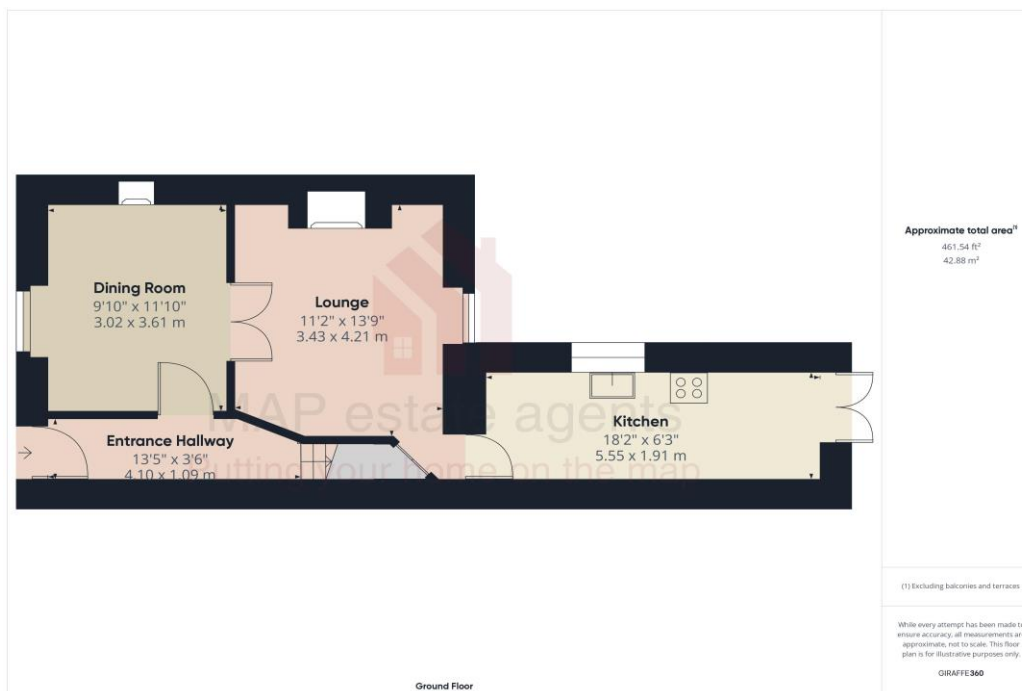 Dining Room
9'10" x 11'10"
3.02 x 3.61 m
Lounge
11'2" x 13'9"
3.43 x 4.21 m
MAP estate agents
Putting your home on the map
Entrance Hallway
13'5" x 3'6"
4.10 x 1.09 m
Kitchen
18'2" x 6'3"
5.55 x 1.91 m
Ground Floor
Approximate total area(1)
461.54 ft²
42.88 m²
(1) Excluding balconies and terraces
While every attempt has been made to
ensure accuracy, all measurements are
approximate, not to scale. This floor
plan is for illustrative purposes only.
GIRAFFE360